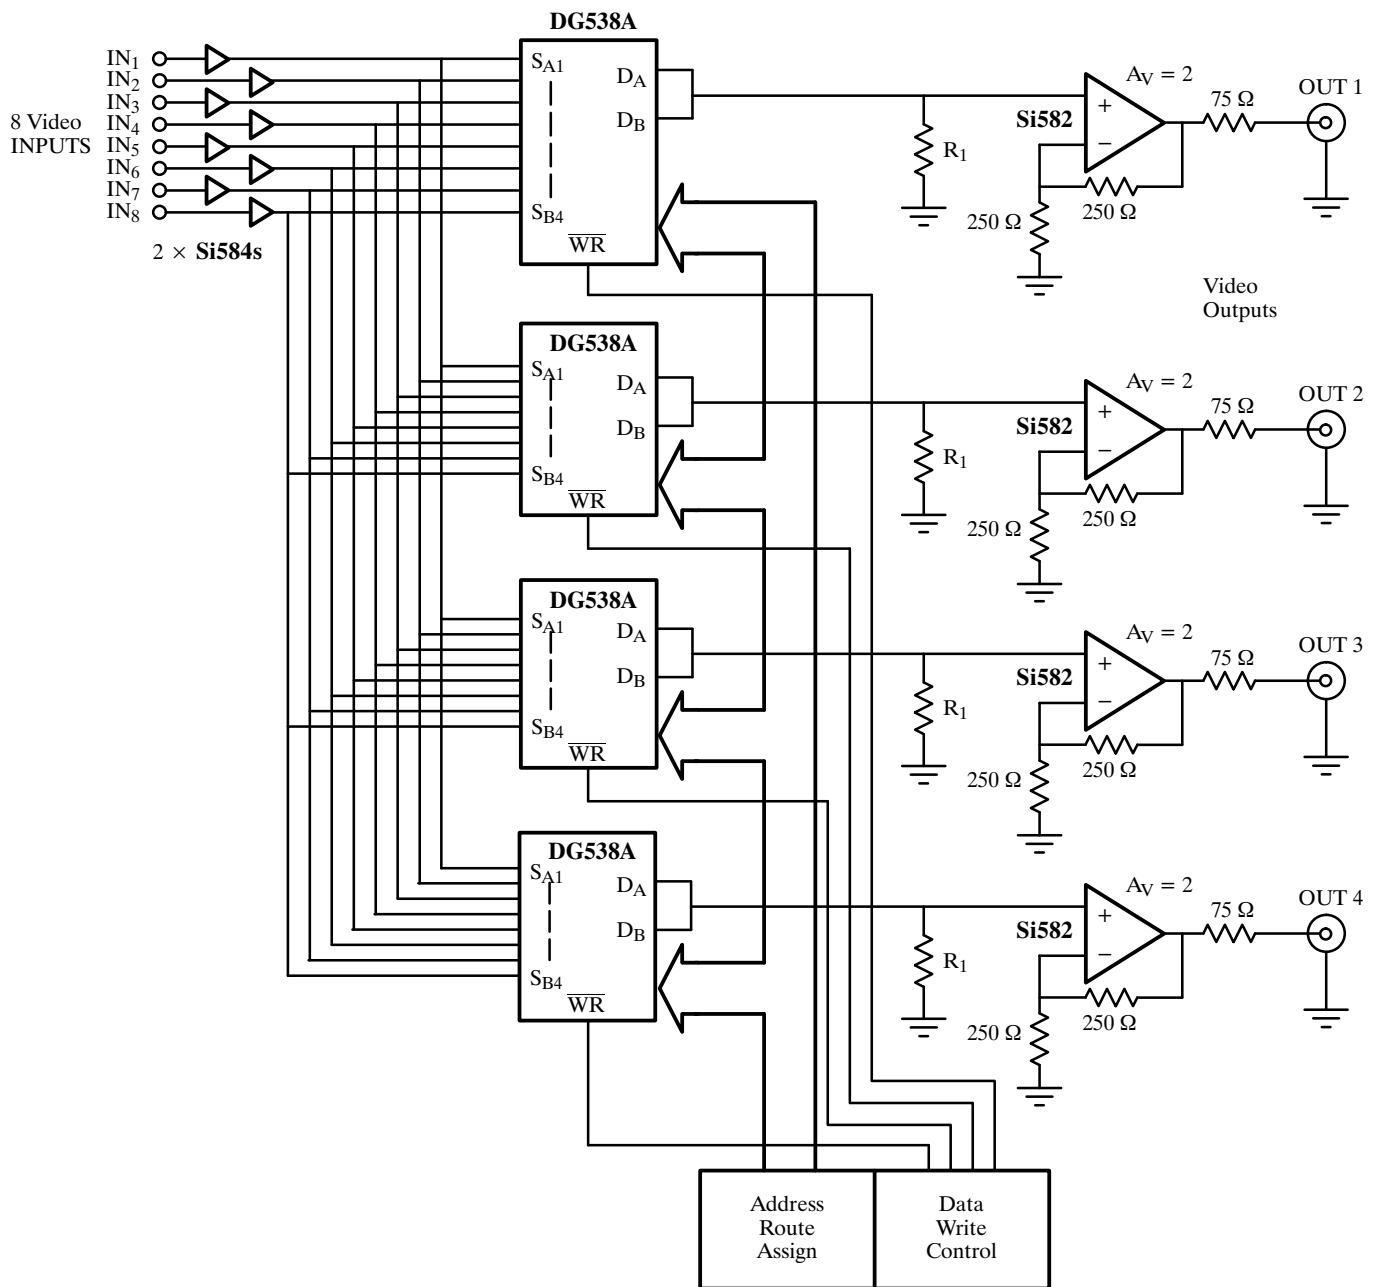 DG538A
IN1
IN2
IN3
IN4
IN5
IN6
IN7
IN8
8 Video
INPUTS
2 × Si584s
SA1
SB4
DA
DB
WR
R1
Si582
AV = 2
250 Ω
250 Ω
75 Ω
OUT 1
Video
Outputs
DG538A
SA1
SB4
DA
DB
WR
R1
Si582
AV = 2
250 Ω
250 Ω
75 Ω
OUT 2
DG538A
SA1
SB4
DA
DB
WR
R1
Si582
AV = 2
250 Ω
250 Ω
75 Ω
OUT 3
DG538A
SA1
SB4
DA
DB
WR
R1
Si582
AV = 2
250 Ω
250 Ω
75 Ω
OUT 4
Address
Route
Assign
Data
Write
Control